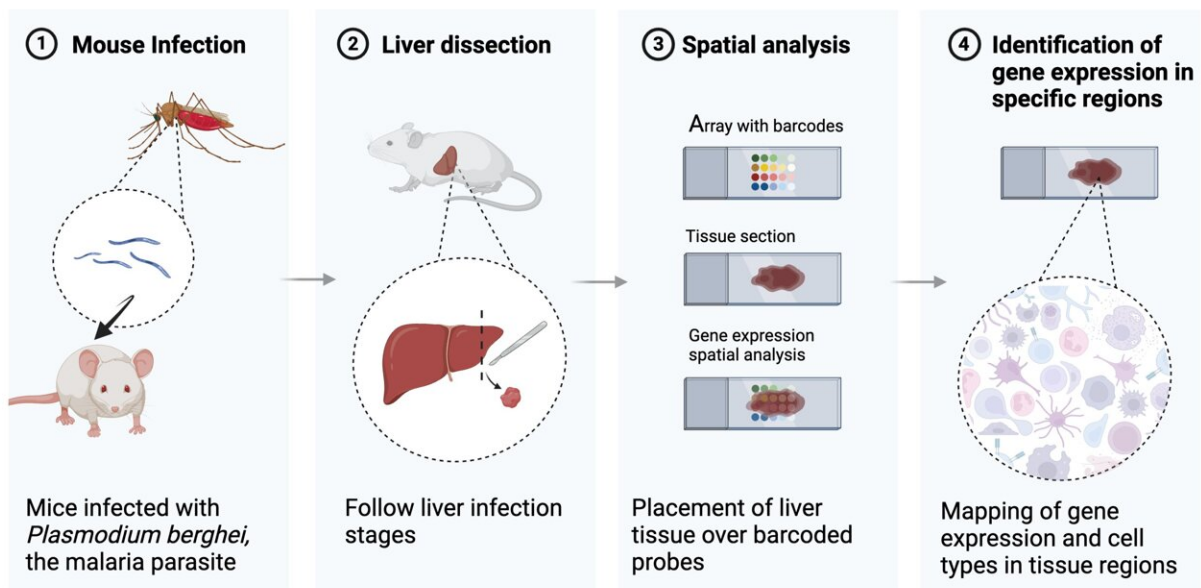 1 Mouse Infection
Mice infected with
Plasmodium berghei,
the malaria parasite
2 Liver dissection
Follow liver infection
stages
3 Spatial analysis
Array with barcodes
Tissue section
Gene expression
spatial analysis
Placement of liver
tissue over barcoded
probes
4 Identification of
gene expression in
specific regions
Mapping of gene
expression and cell
types in tissue regions